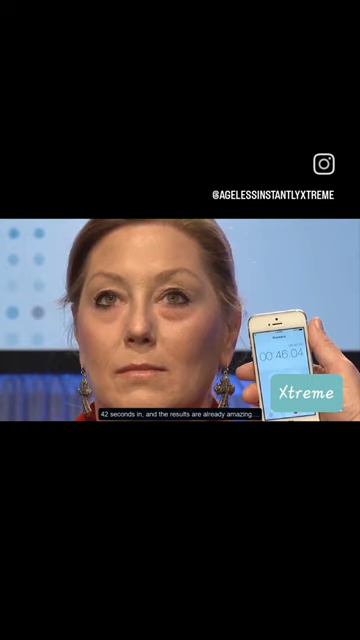 @AGELESSINSTANTLYXTREME
00:46.04
Xtreme
42 seconds in, and the results are already amazing....